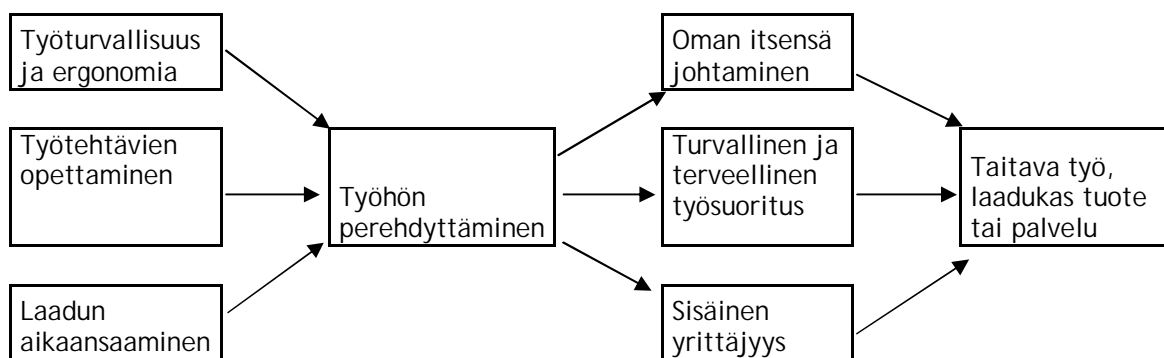 Työturvallisuus
ja ergonomia
Työtehtävien
opettaminen
Laadun
aikaansaaminen
Työhön
perehdyttäminen
Oman itsensä
johtaminen
Turvallinen ja
terveellinen
työsuoritus
Sisäinen
yrittäjyys
Taitava työ,
laadukas tuote
tai palvelu